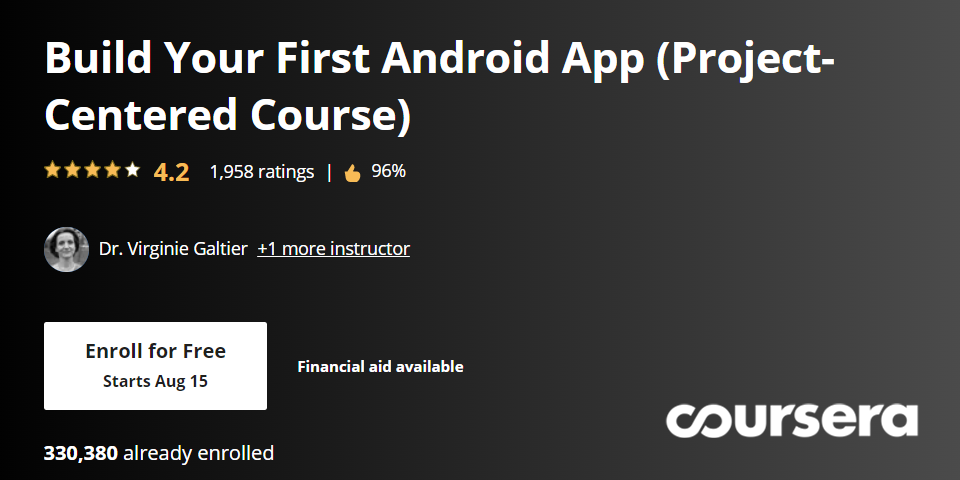 Build Your First Android App (Project-
Centered Course)
4.2 1,958 ratings | 96%
Dr. Virginie Galtier +1 more instructor
Enroll for Free
Starts Aug 15
Financial aid available
coursera
330,380 already enrolled